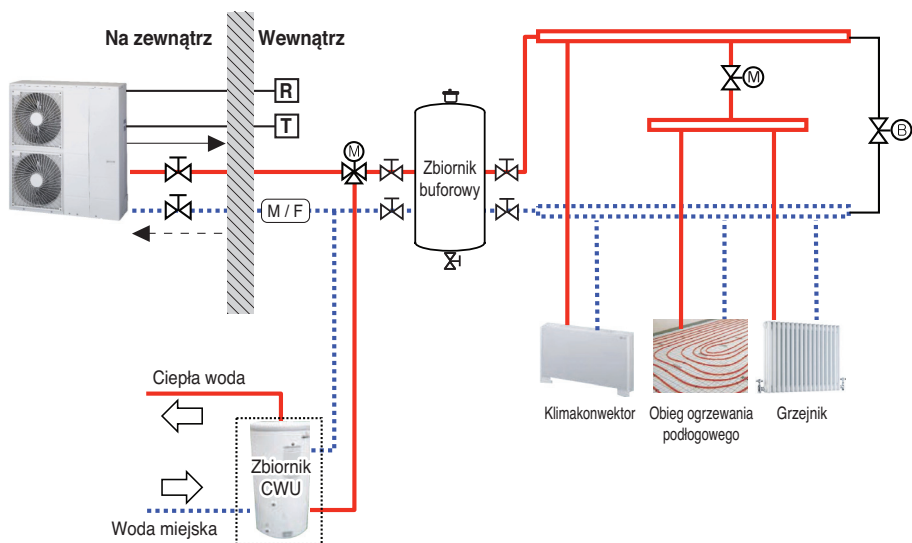 Na zewnątrz
Wewnątrz
R
T
M
M
B
Zbiornik
buforowy
M / F
Ciepła woda
Zbiornik
CWU
Woda miejska
Klimakonwektor
Obieg ogrzewania
podłogowego
Grzejnik